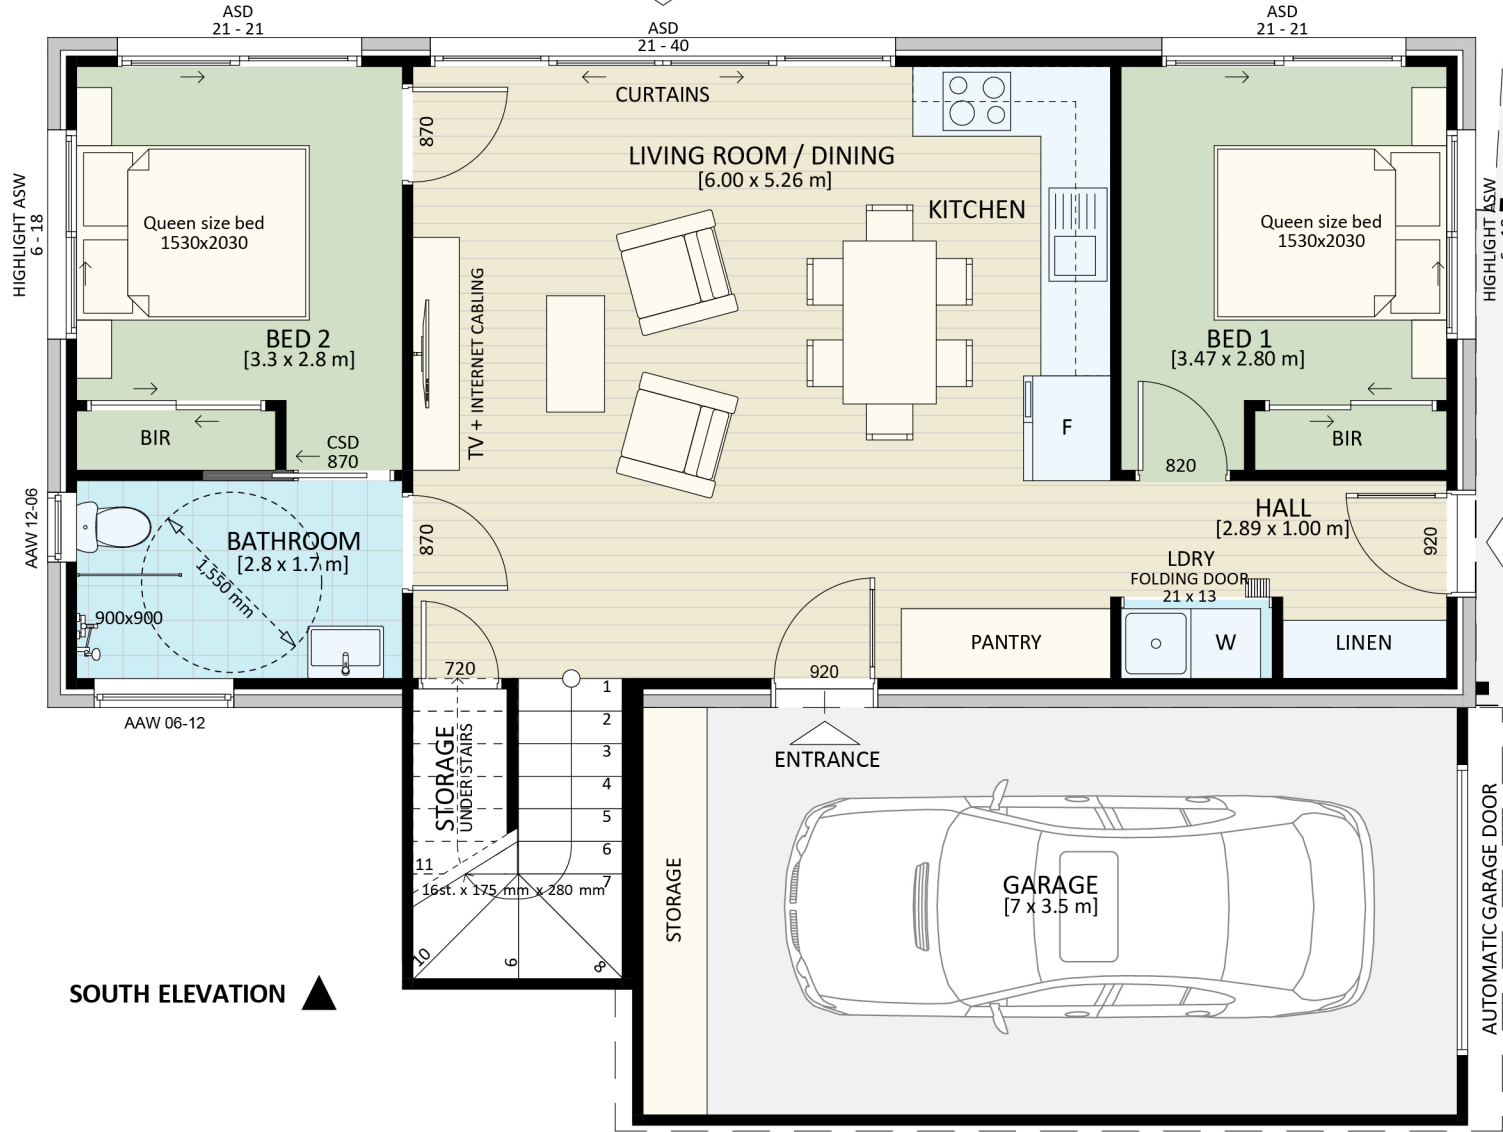 ASD
21 - 21
ASD
21 - 40
ASD
21 - 21
CURTAINS
870
LIVING ROOM / DINING
[6.00 x 5.26 m]
KITCHEN
HIGHLIGHT ASW
6 - 18
Queen size bed
1530x2030
Queen size bed
1530x2030
HIGHLIGHT ASW
TV + INTERNET CABLING
BED 2
[3.3 x 2.8 m]
BED 1
[3.47 x 2.80 m]
BIR
CSD
870
F
820
BIR
AAW 12-06
BATHROOM
[2.8 x 1.7 m]
1,550 mm
900x900
870
HALL
[2.89 x 1.00 m]
920
LDRY
FOLDING DOOR
21 x 13
PANTRY
W
LINEN
720
920
AAW 06-12
1
2
3
4
5
6
7
8
9
10
11
STORAGE
UNDER STAIRS
16st. x 175 mm x 280 mm
ENTRANCE
STORAGE
GARAGE
[7 x 3.5 m]
AUTOMATIC GARAGE DOOR
SOUTH ELEVATION